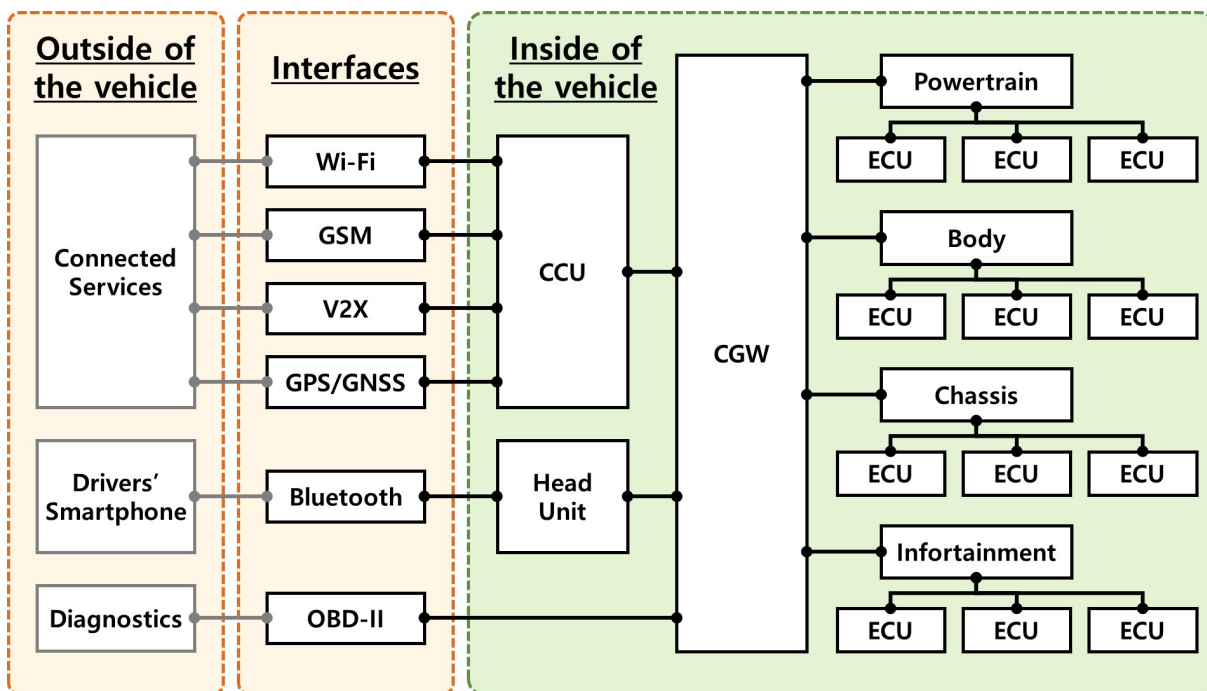 Outside of
the vehicle
Interfaces
Inside of
the vehicle
Connected
Services
Drivers’
Smartphone
Diagnostics
Wi-Fi
GSM
V2X
GPS/GNSS
Bluetooth
OBD-II
CCU
Head
Unit
CGW
Powertrain
ECU ECU ECU
Body
ECU ECU ECU
Chassis
ECU ECU ECU
Infortainment
ECU ECU ECU